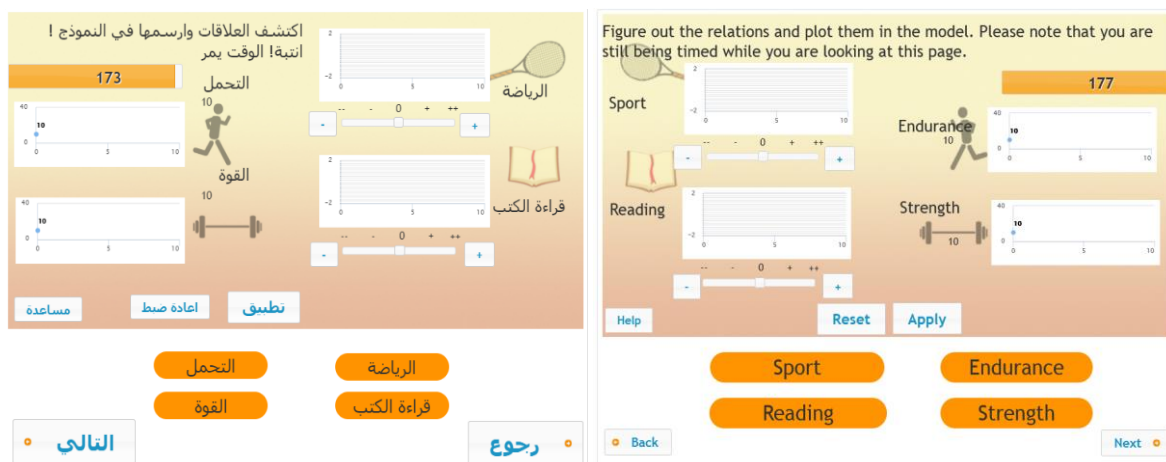 اكتشف العلاقات وارسمها في النموذج !
انتبة! الوقت يمر
173
التحمل
10
40
10
0
0 5 10
القوة
10
40
10
0
0 5 10
2
-2
0 5 10
الرياضة
-- - 0 + ++
- +
2
-2
0 5 10
قراءة الكتب
-- - 0 + ++
- +
مساعدة
اعادة ضبط
تطبيق
التحمل
الرياضة
القوة
قراءة الكتب
التالي
رجوع
Figure out the relations and plot them in the model. Please note that you are
still being timed while you are looking at this page.
177
Sport
2
-2
0 5 10
-- - 0 + ++
- +
Endurance
10
40
10
0
0 5 10
Reading
2
-2
0 5 10
-- - 0 + ++
- +
Strength
10
40
10
0
0 5 10
Help
Reset
Apply
Sport
Endurance
Reading
Strength
Back
Next